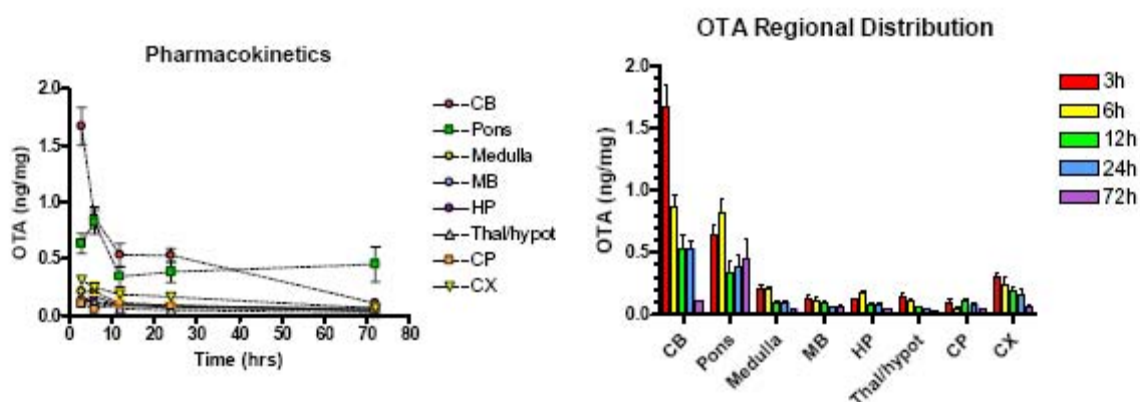 Pharmacokinetics
2.0
1.5
1.0
0.5
0.0
OTA (ng/mg)
0 10 20 30 40 50 60 70 80
Time (hrs)
CB
Pons
Medulla
MB
HP
Thal/hypot
CP
CX
OTA Regional Distribution
2.0
1.5
1.0
0.5
0.0
OTA (ng/mg)
CB
Pons
Medulla
MB
HP
Thal/hypot
CP
CX
3h
6h
12h
24h
72h